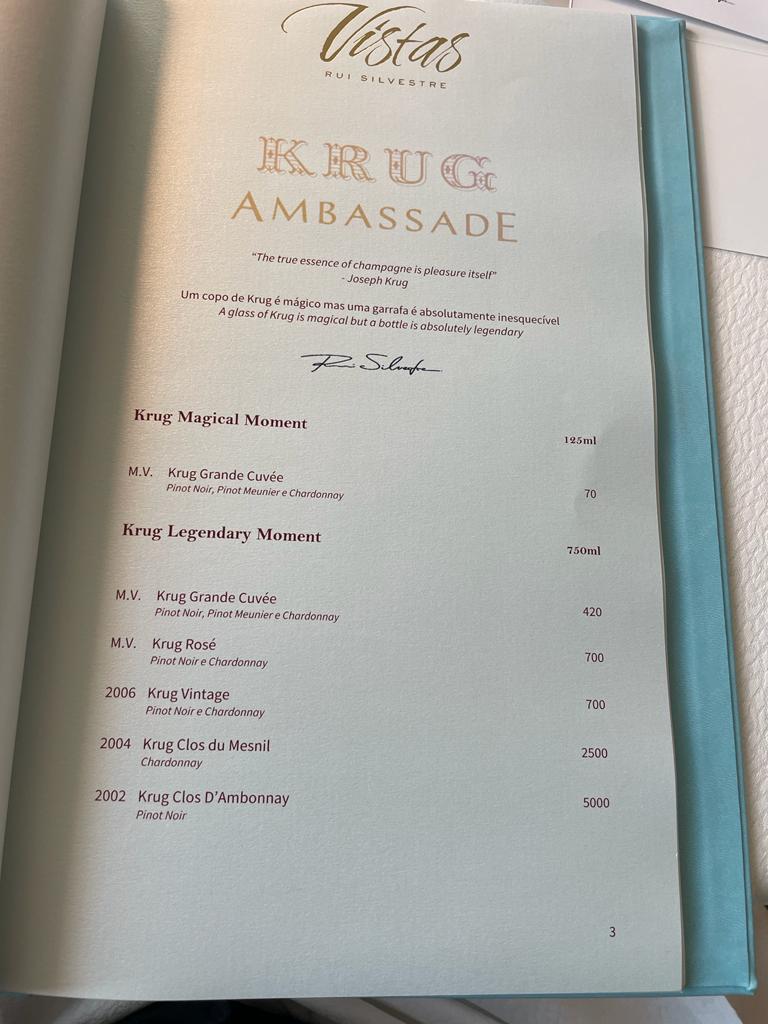 Vistas
RUI SILVESTRE
KRUG
AMBASSADE
"The true essence of champagne is pleasure itself"
- Joseph Krug
Um copo de Krug é mágico mas uma garrafa é absolutamente inesquecível
A glass of Krug is magical but a bottle is absolutely legendary
Rui Silvestre
Krug Magical Moment
125ml
M.V. Krug Grande Cuvée
Pinot Noir, Pinot Meunier e Chardonnay
70
Krug Legendary Moment
750ml
M.V. Krug Grande Cuvée
Pinot Noir, Pinot Meunier e Chardonnay
420
M.V. Krug Rosé
Pinot Noir e Chardonnay
700
2006 Krug Vintage
Pinot Noir e Chardonnay
700
2004 Krug Clos du Mesnil
Chardonnay
2500
2002 Krug Clos D'Ambonnay
Pinot Noir
5000
3